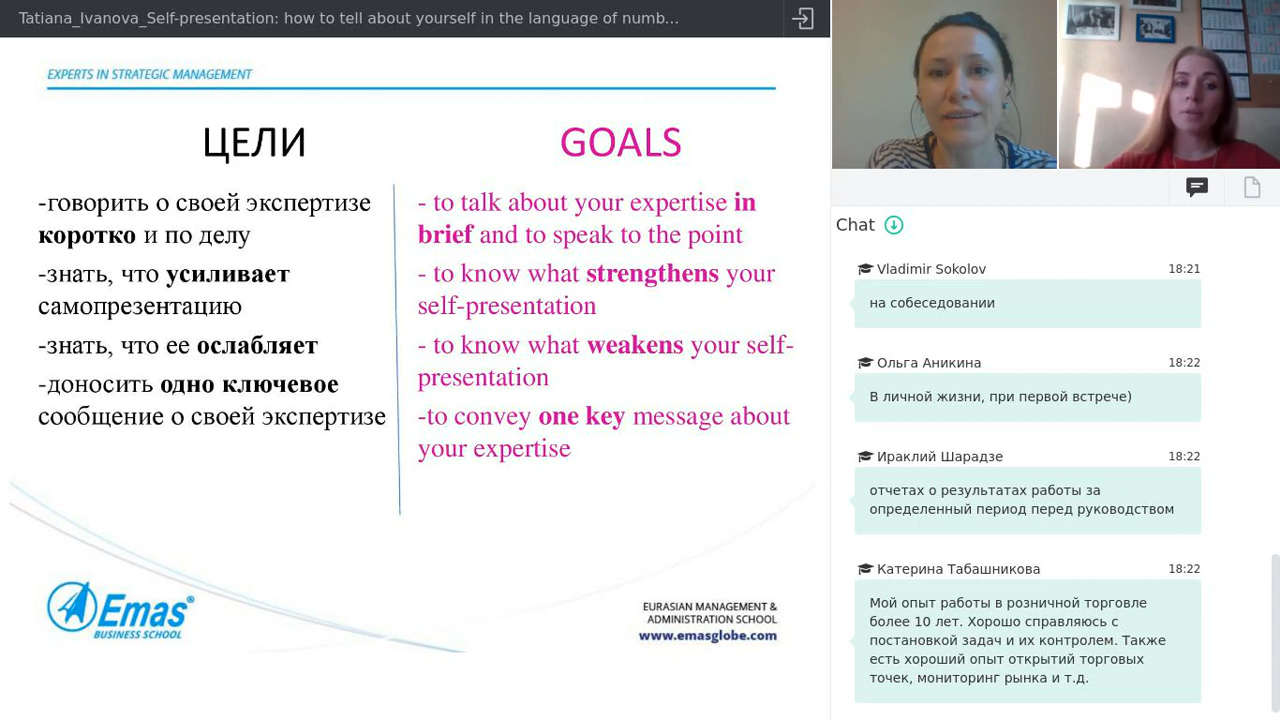 Tatiana_Ivanova_Self-presentation: how to tell about yourself in the language of numb...
EXPERTS IN STRATEGIC MANAGEMENT
ЦЕЛИ
-говорить о своей экспертизе
коротко и по делу
-знать, что усиливает
самопрезентацию
-знать, что ее ослабляет
-доносить одно ключевое
сообщение о своей экспертизе
GOALS
- to talk about your expertise in
brief and to speak to the point
- to know what strengthens your
self-presentation
- to know what weakens your self-
presentation
-to convey one key message about
your expertise
Emas®
BUSINESS SCHOOL
EURASIAN MANAGEMENT &
ADMINISTRATION SCHOOL
www.emasglobe.com
Chat
Vladimir Sokolov 18:21
на собеседовании
Ольга Аникина 18:22
В личной жизни, при первой встрече)
Ираклий Шарадзе 18:22
отчетах о результатах работы за
определенный период перед руководством
Катерина Табашникова 18:22
Мой опыт работы в розничной торговле
более 10 лет. Хорошо справляюсь с
постановкой задач и их контролем. Также
есть хороший опыт открытий торговых
точек, мониторинг рынка и т.д.